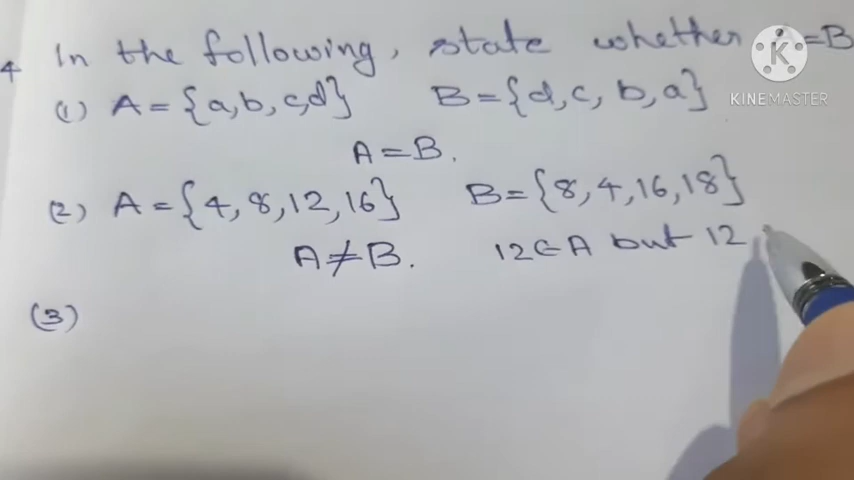 4 In the following, state whether A=B
(1) A={a,b,c,d} B={d,c,b,a}
A=B.
(2) A={4,8,12,16} B={8,4,16,18}
A≠B. 12∈A but 12
(3)
KINEMASTER